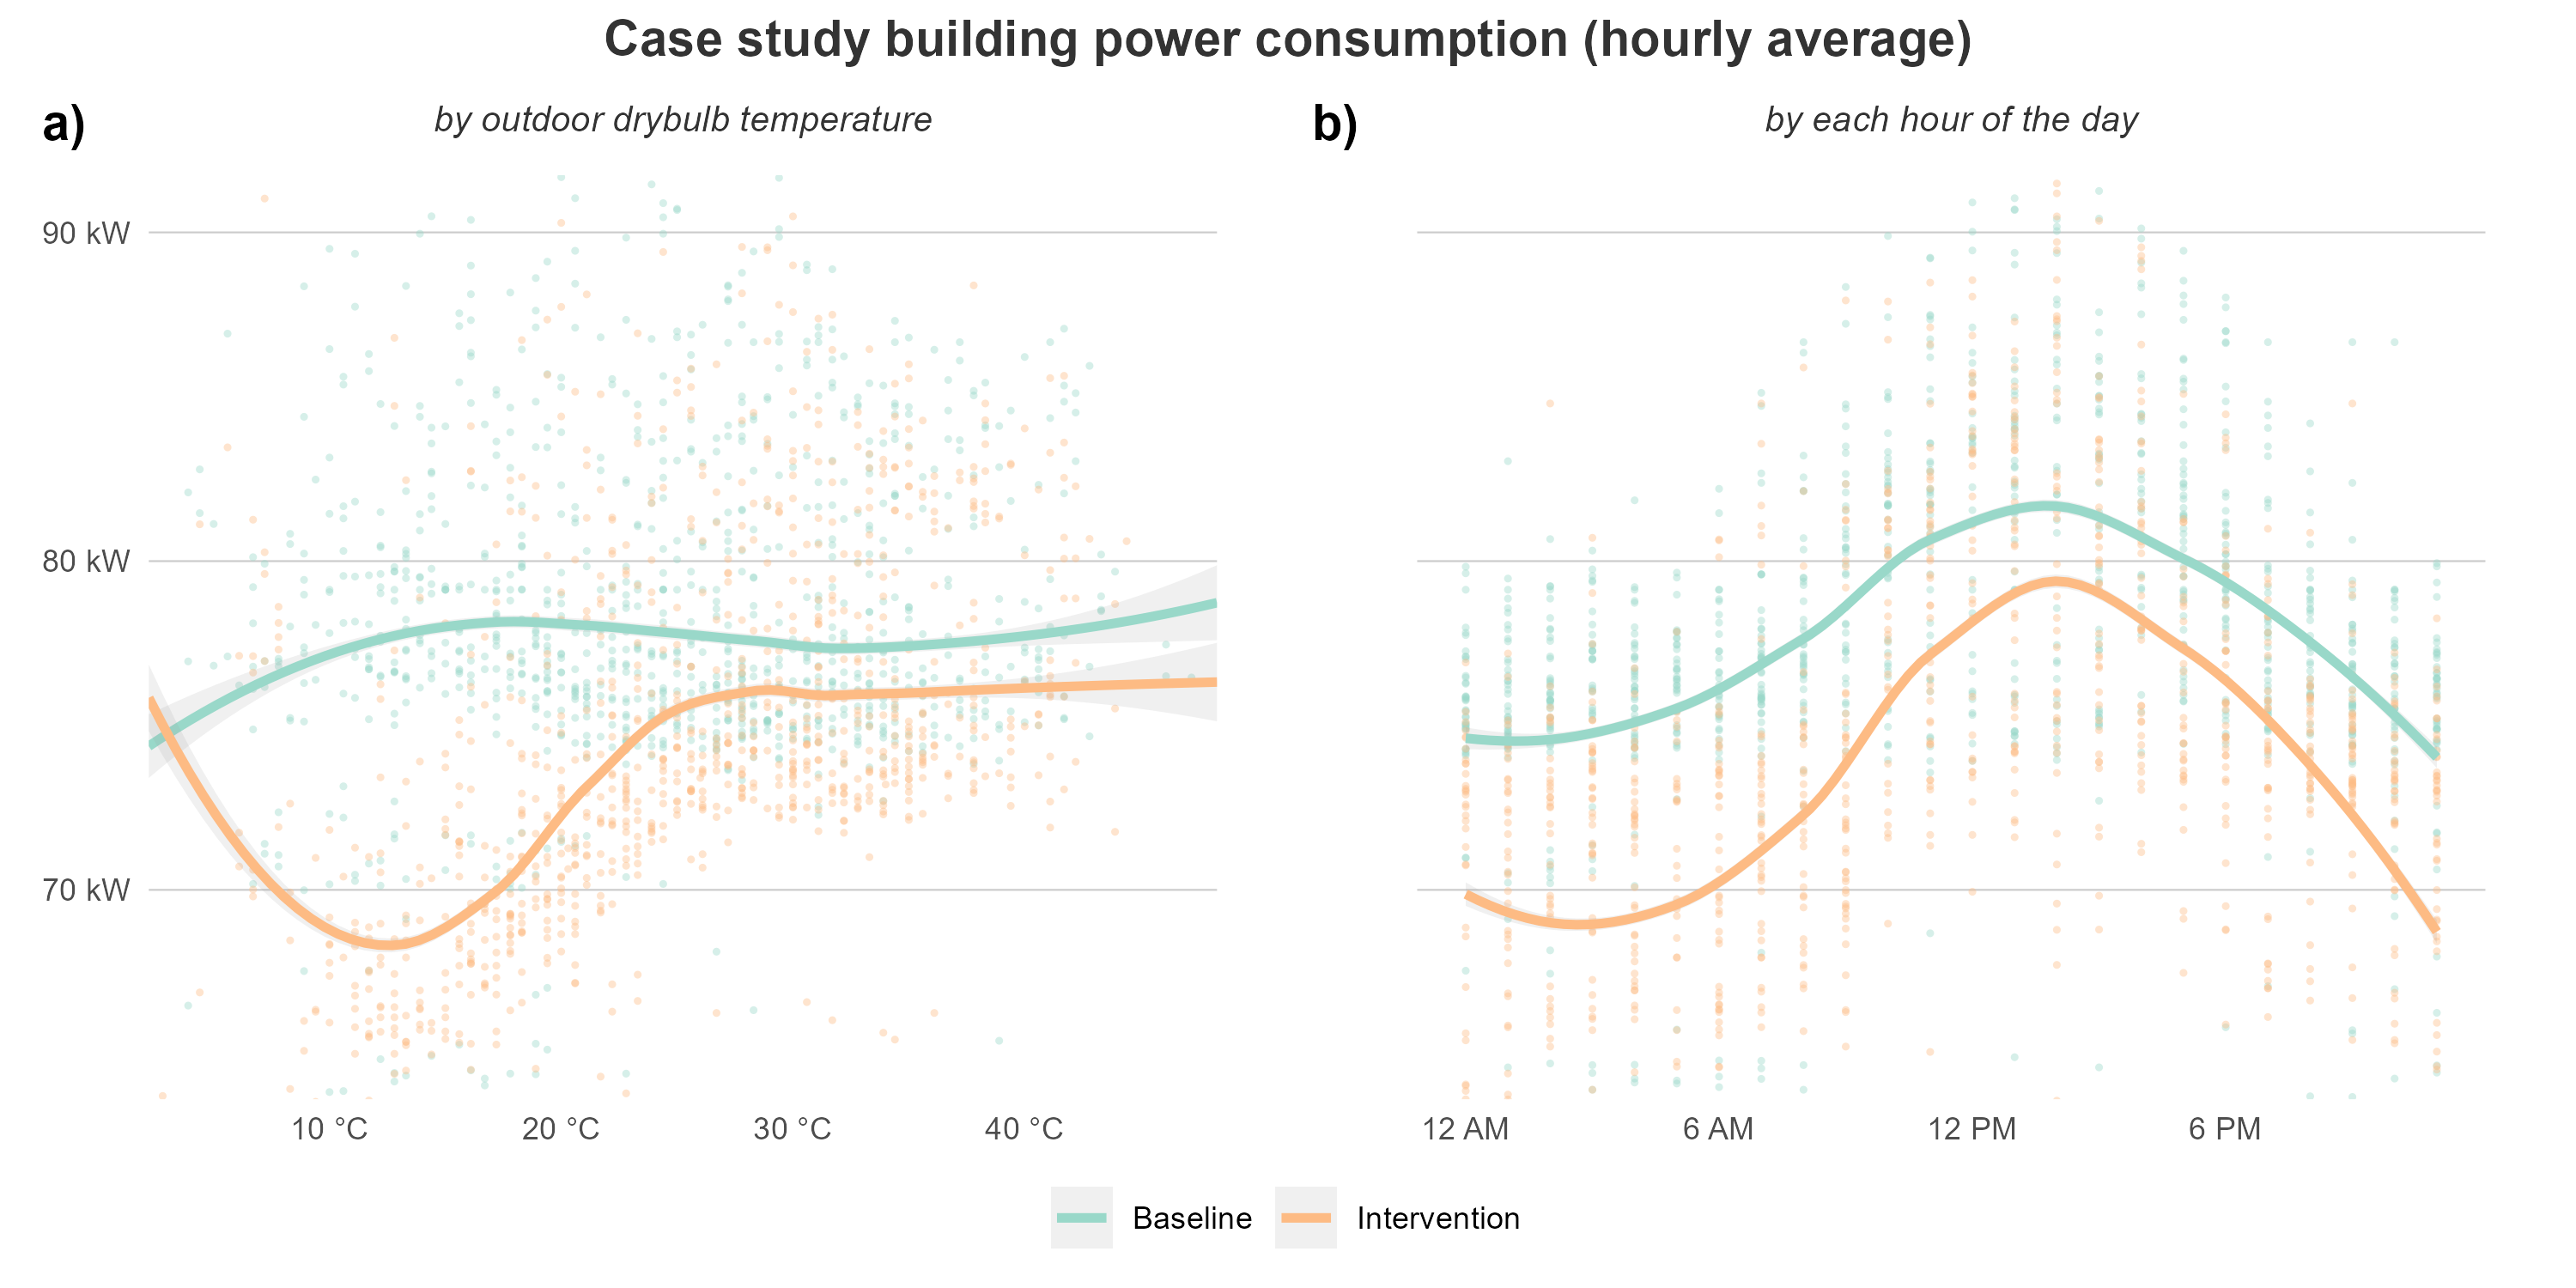 Case study building power consumption (hourly average)
a)
by outdoor drybulb temperature
90 kW
80 kW
70 kW
10 °C 20 °C 30 °C 40 °C
b)
by each hour of the day
12 AM 6 AM 12 PM 6 PM
Baseline Intervention